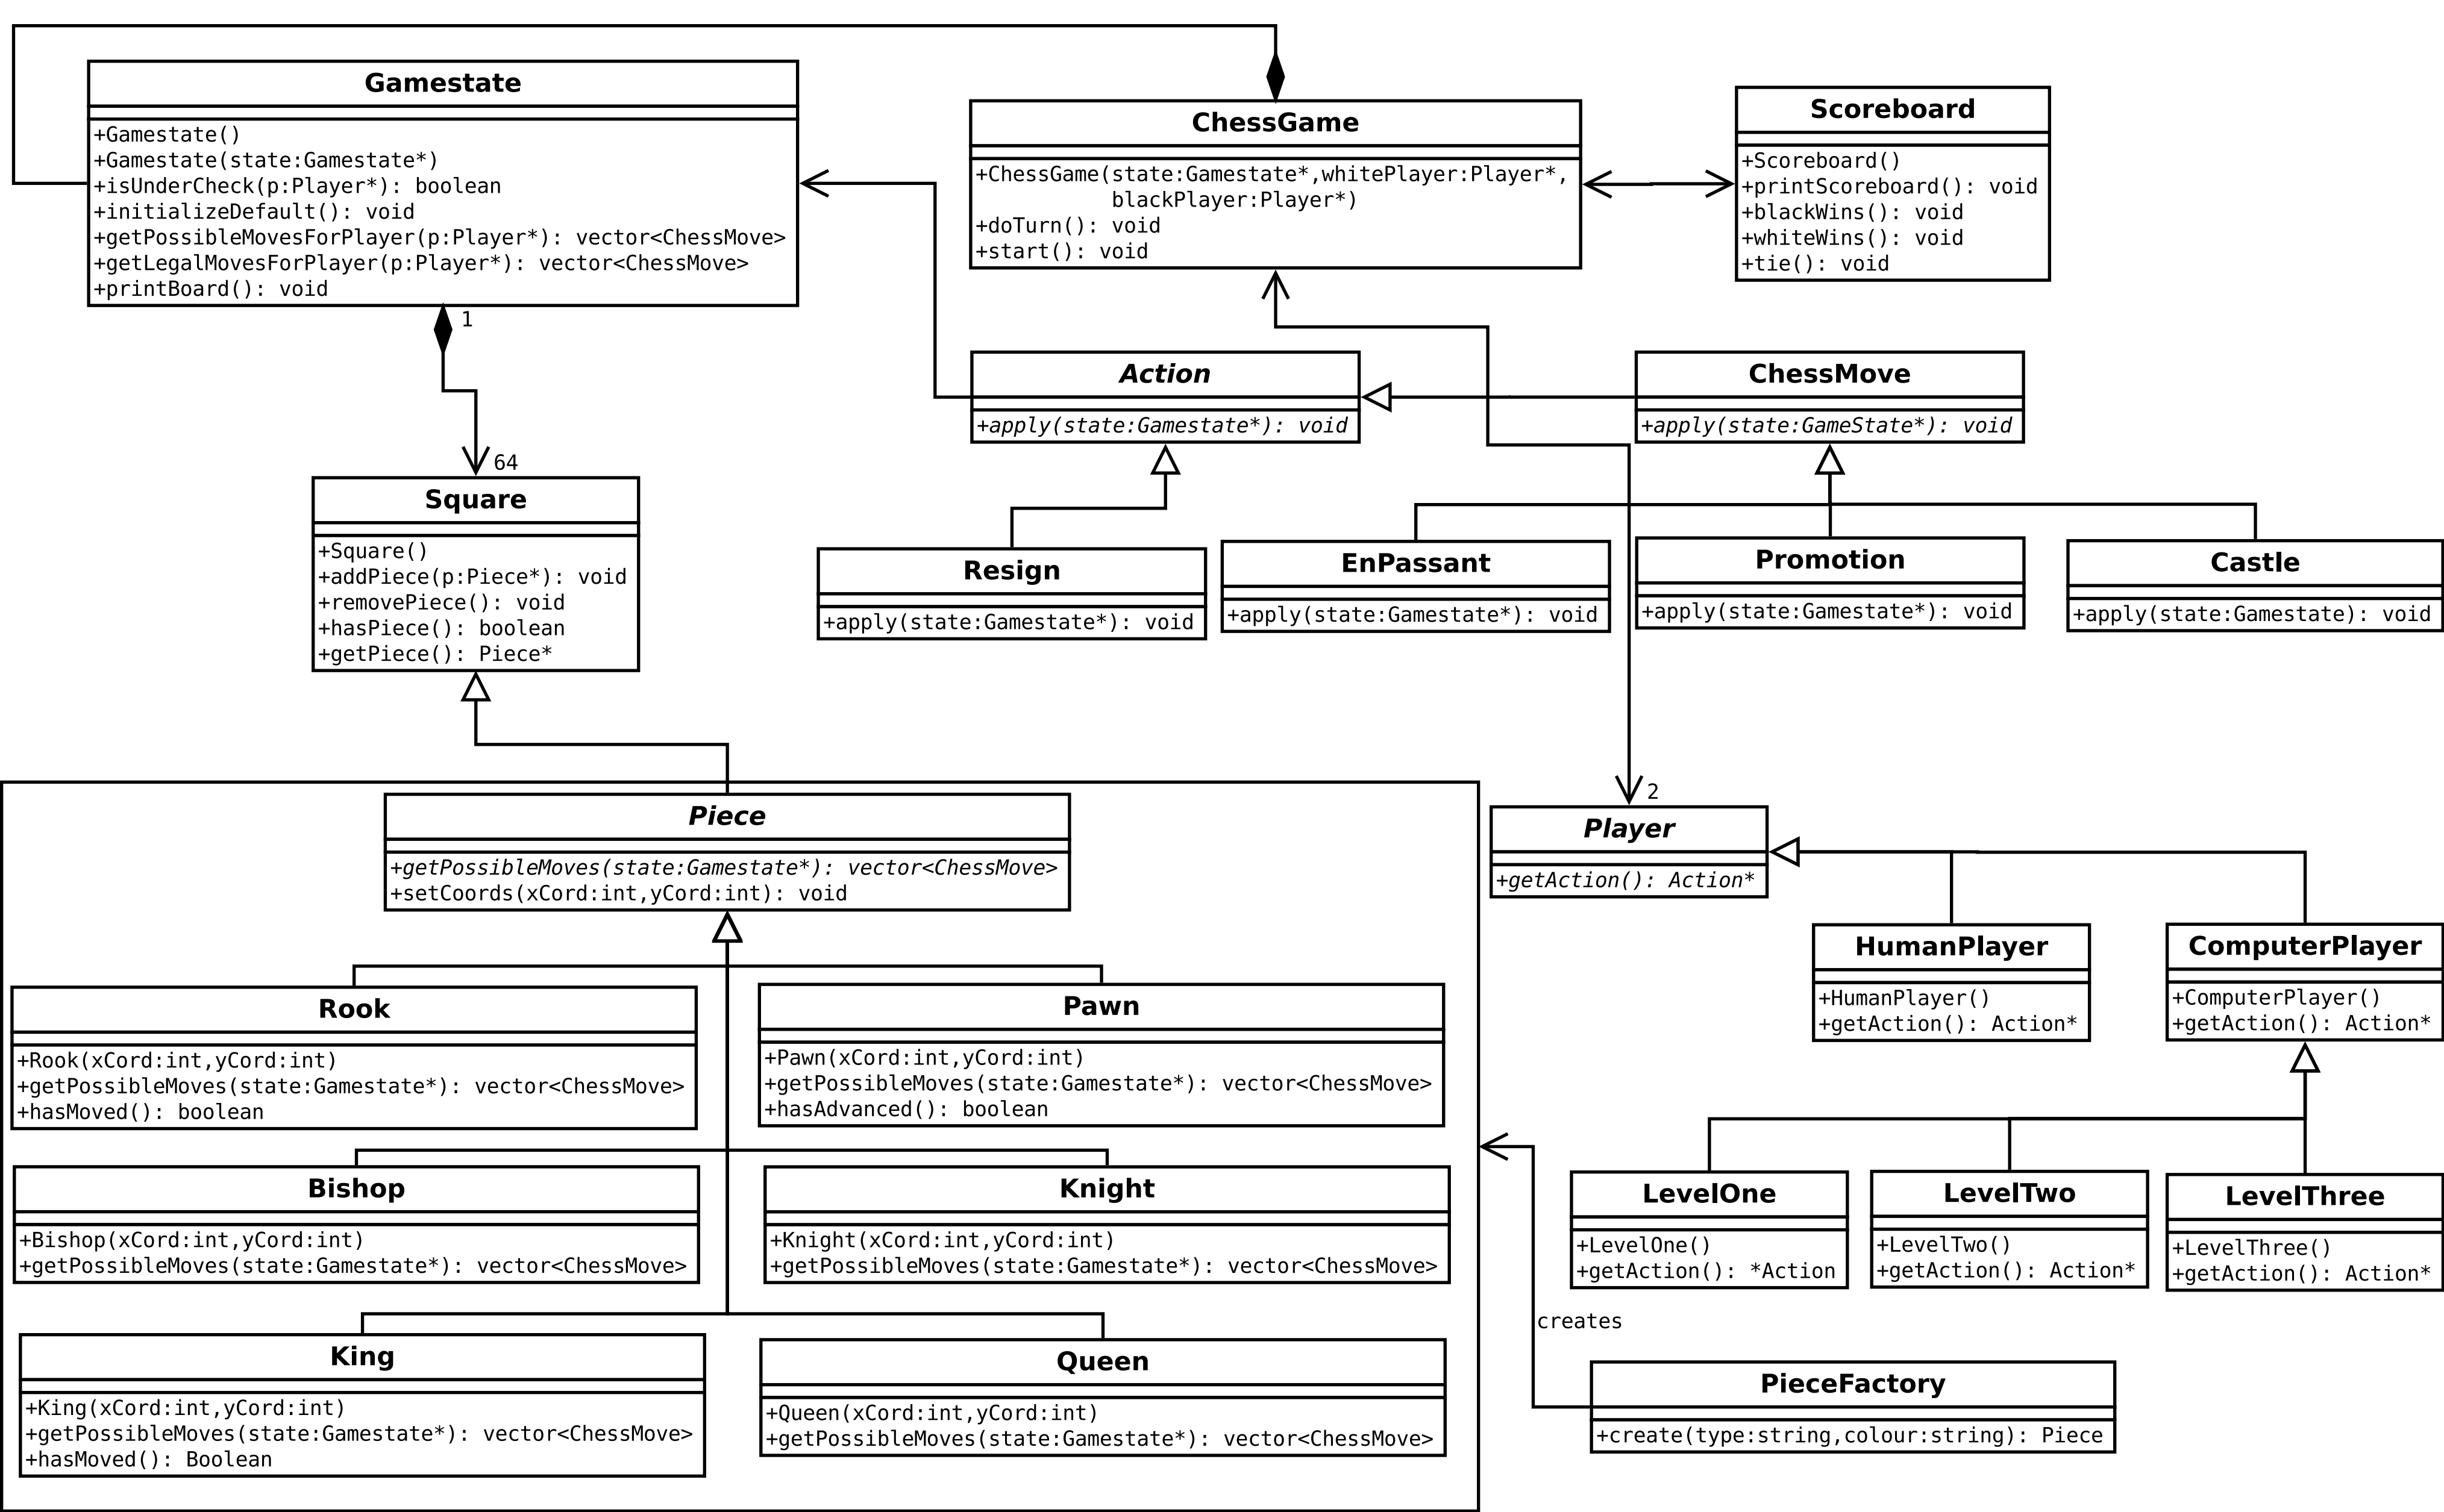 Gamestate
+Gamestate()
+Gamestate(state:Gamestate*)
+isUnderCheck(p:Player*): boolean
+initializeDefault(): void
+getPossibleMovesForPlayer(p:Player*): vector<ChessMove>
+getLegalMovesForPlayer(p:Player*): vector<ChessMove>
+printBoard(): void
1
64
ChessGame
+ChessGame(state:Gamestate*,whitePlayer:Player*,
blackPlayer:Player*)
+doTurn(): void
+start(): void
Scoreboard
+Scoreboard()
+printScoreboard(): void
+blackWins(): void
+whiteWins(): void
+tie(): void
Action
+apply(state:Gamestate*): void
ChessMove
+apply(state:GameState*): void
Square
+Square()
+addPiece(p:Piece*): void
+removePiece(): void
+hasPiece(): boolean
+getPiece(): Piece*
Resign
+apply(state:Gamestate*): void
EnPassant
+apply(state:Gamestate*): void
Promotion
+apply(state:Gamestate*): void
Castle
+apply(state:Gamestate): void
Piece
+getPossibleMoves(state:Gamestate*): vector<ChessMove>
+setCoords(xCord:int,yCord:int): void
2
Player
+getAction(): Action*
HumanPlayer
+HumanPlayer()
+getAction(): Action*
ComputerPlayer
+ComputerPlayer()
+getAction(): Action*
Rook
+Rook(xCord:int,yCord:int)
+getPossibleMoves(state:Gamestate*): vector<ChessMove>
+hasMoved(): boolean
Pawn
+Pawn(xCord:int,yCord:int)
+getPossibleMoves(state:Gamestate*): vector<ChessMove>
+hasAdvanced(): boolean
Bishop
+Bishop(xCord:int,yCord:int)
+getPossibleMoves(state:Gamestate*): vector<ChessMove>
Knight
+Knight(xCord:int,yCord:int)
+getPossibleMoves(state:Gamestate*): vector<ChessMove>
LevelOne
+LevelOne()
+getAction(): *Action
LevelTwo
+LevelTwo()
+getAction(): Action*
LevelThree
+LevelThree()
+getAction(): Action*
King
+King(xCord:int,yCord:int)
+getPossibleMoves(state:Gamestate*): vector<ChessMove>
+hasMoved(): Boolean
Queen
+Queen(xCord:int,yCord:int)
+getPossibleMoves(state:Gamestate*): vector<ChessMove>
creates
PieceFactory
+create(type:string,colour:string): Piece